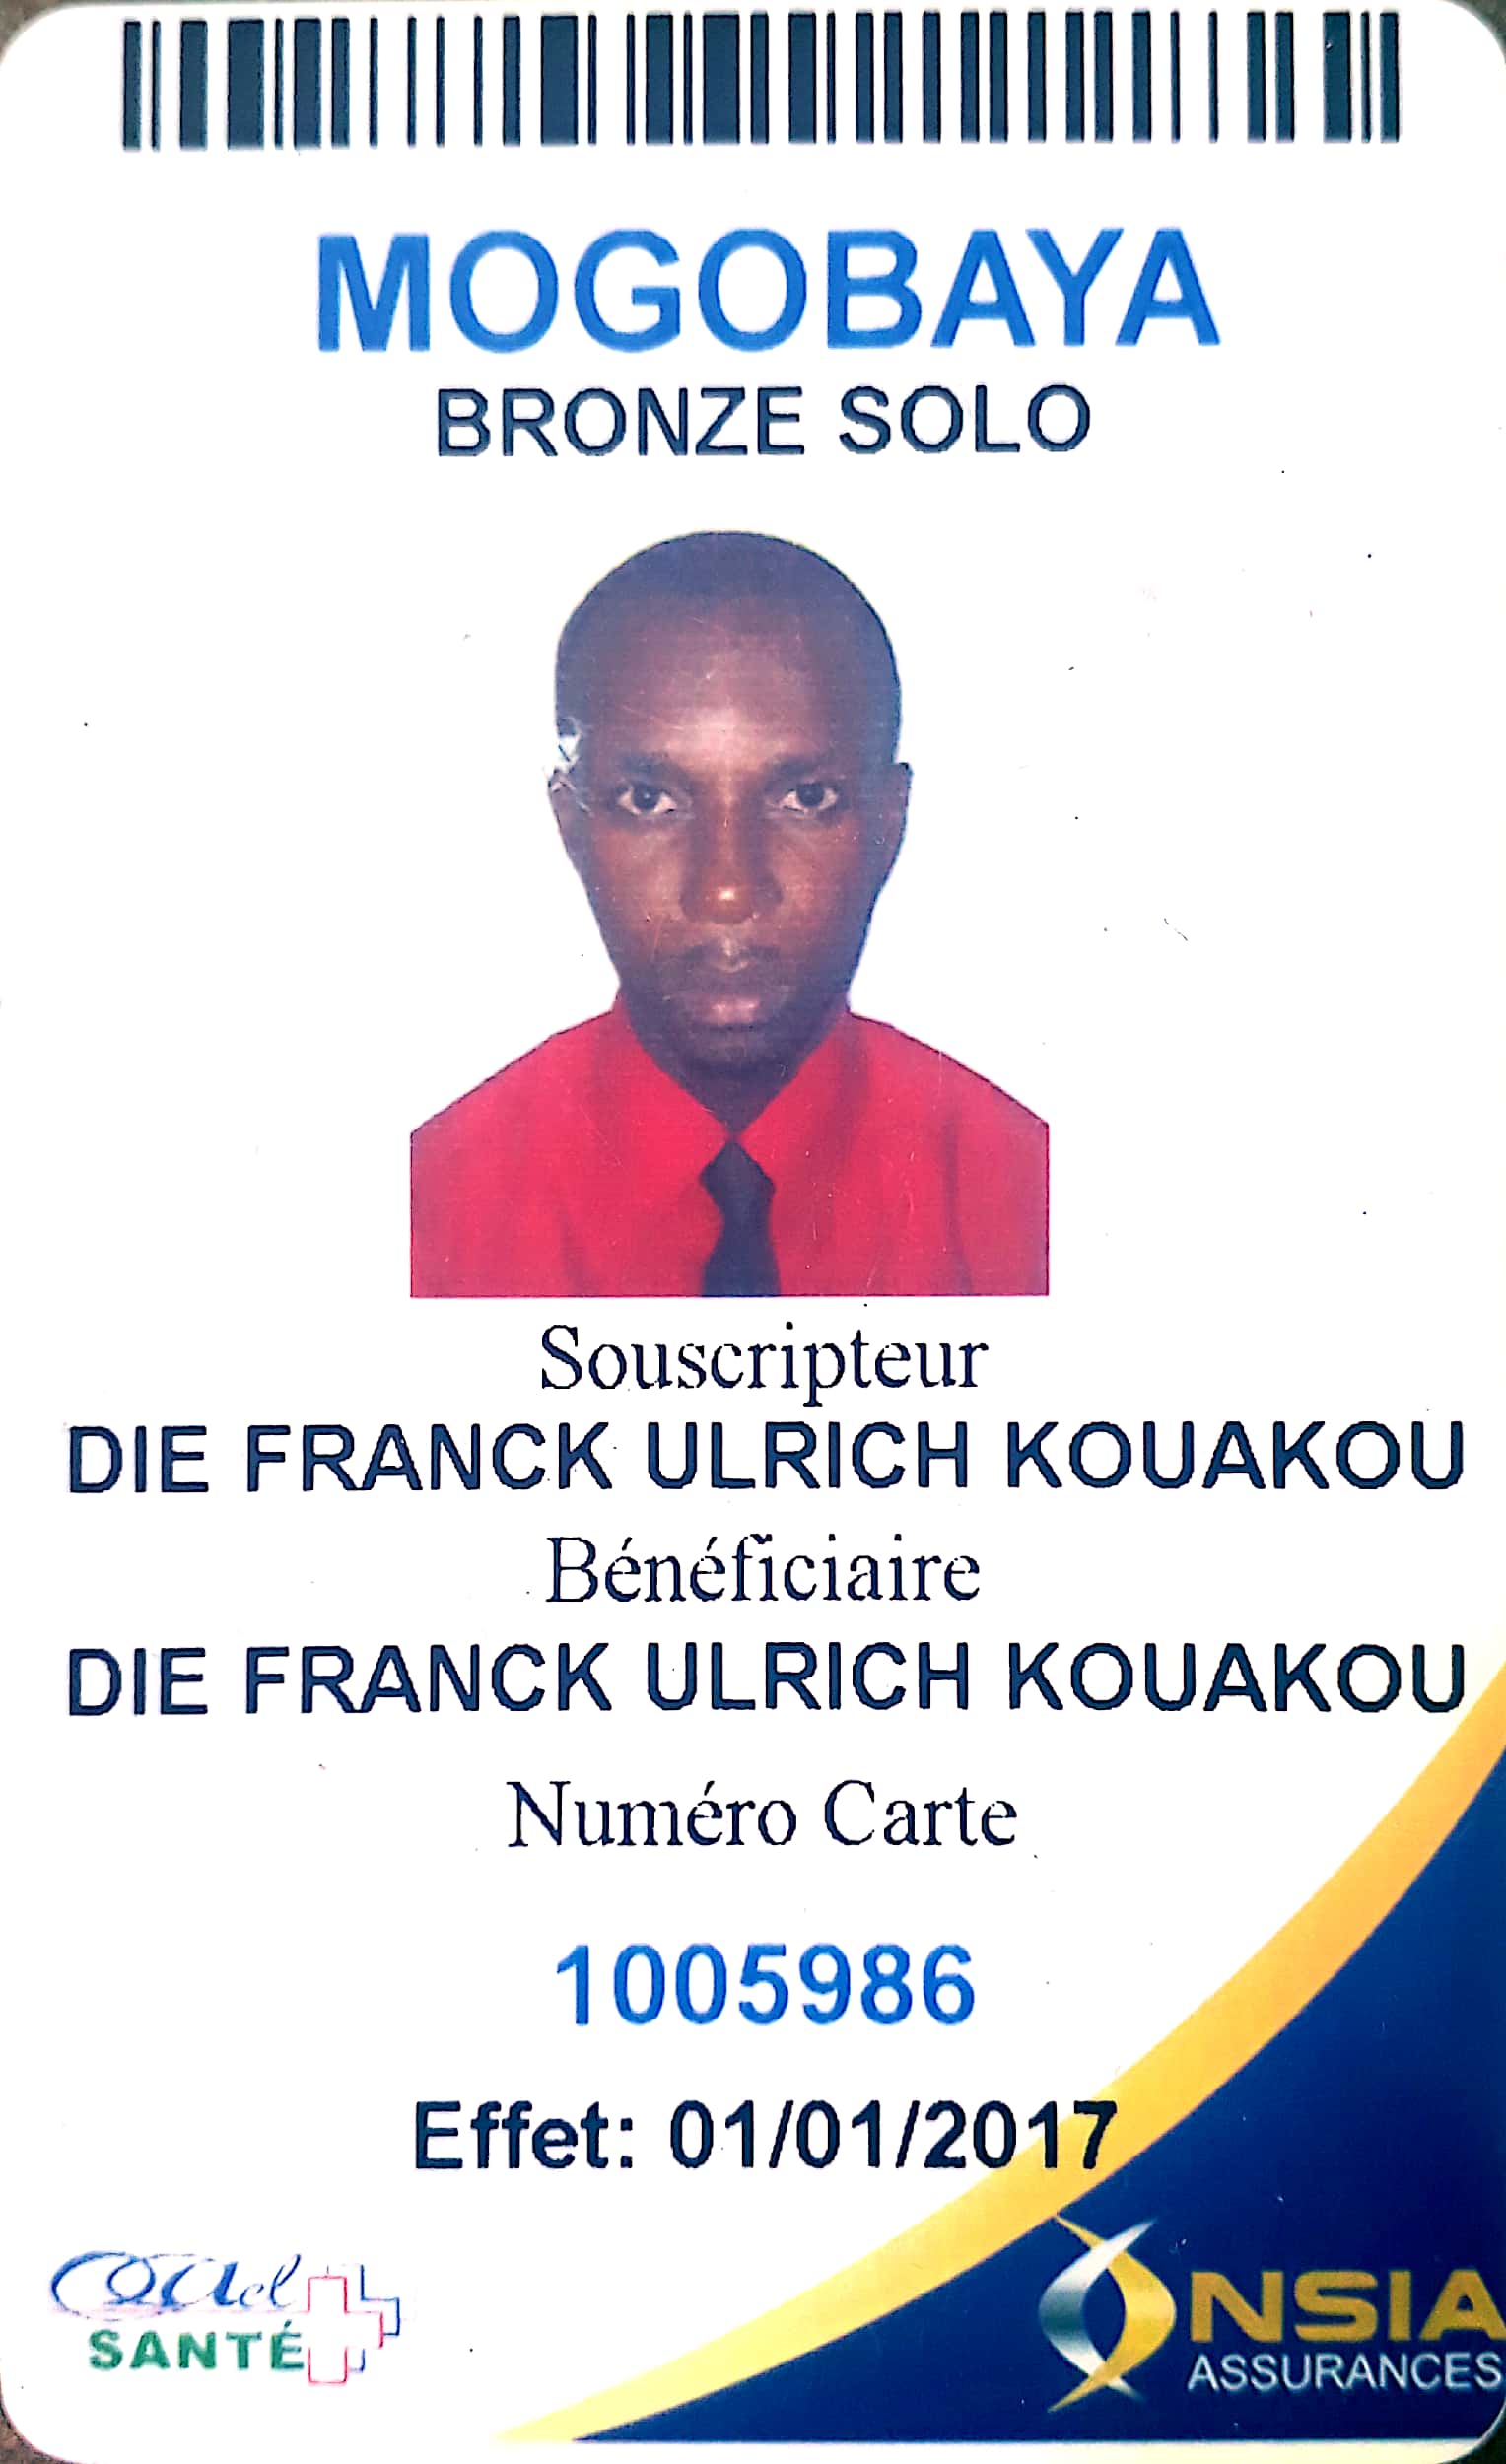 MOGOBAYA
BRONZE SOLO
Souscripteur
DIE FRANCK ULRICH KOUAKOU
Bénéficiaire
DIE FRANCK ULRICH KOUAKOU
Numéro Carte
1005986
Effet: 01/01/2017
SANTÉ
NSIA
ASSURANCES